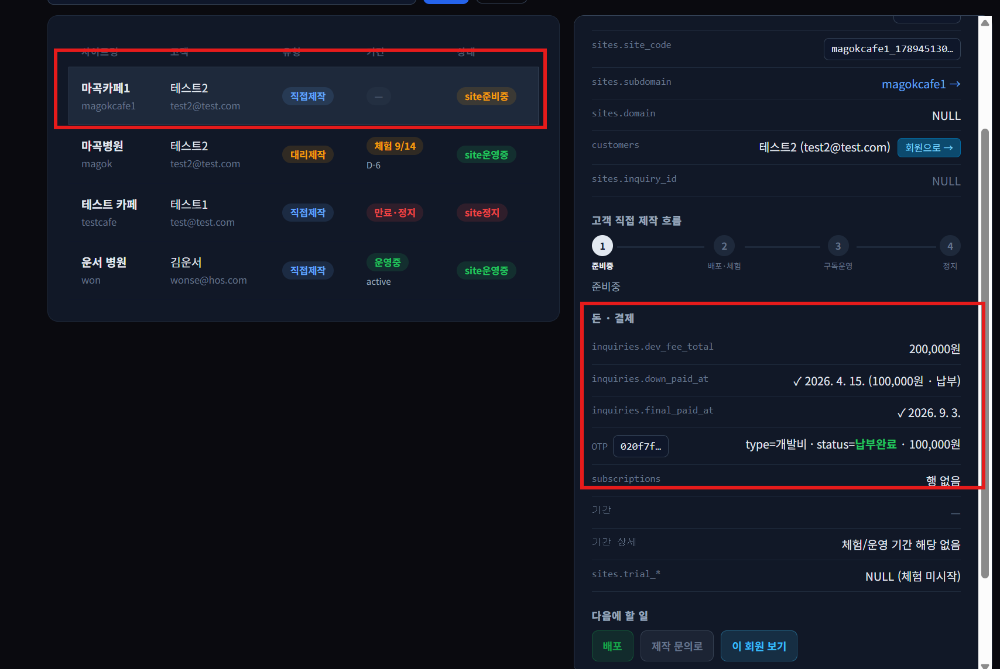 사이트명 고객 유형 기간 상태
마곡카페1 테스트2 직접제작 — site준비중
magokcafe1 test2@test.com
마곡병원 테스트2 대리제작 체험 9/14 site운영중
magok test2@test.com D-6
테스트 카페 테스트1 직접제작 만료·정지 site정지
testcafe test@test.com
운서 병원 김운서 직접제작 운영중 site운영중
won wonse@hos.com active
sites.site_code magokcafe1_178945130…
sites.subdomain magokcafe1 →
sites.domain NULL
customers 테스트2 (test2@test.com) 회원으로 →
sites.inquiry_id NULL
고객 직접 제작 흐름
1 2 3 4
준비중 배포·체험 구독운영 정지
준비중
돈 · 결제
inquiries.dev_fee_total 200,000원
inquiries.down_paid_at ✓ 2026. 4. 15. (100,000원 · 납부)
inquiries.final_paid_at ✓ 2026. 9. 3.
OTP 020f7f… type=개발비 · status=납부완료 · 100,000원
subscriptions 행 없음
기간 —
기간 상세 체험/운영 기간 해당 없음
sites.trial_* NULL (체험 미시작)
다음에 할 일
배포 제작 문의로 이 회원 보기